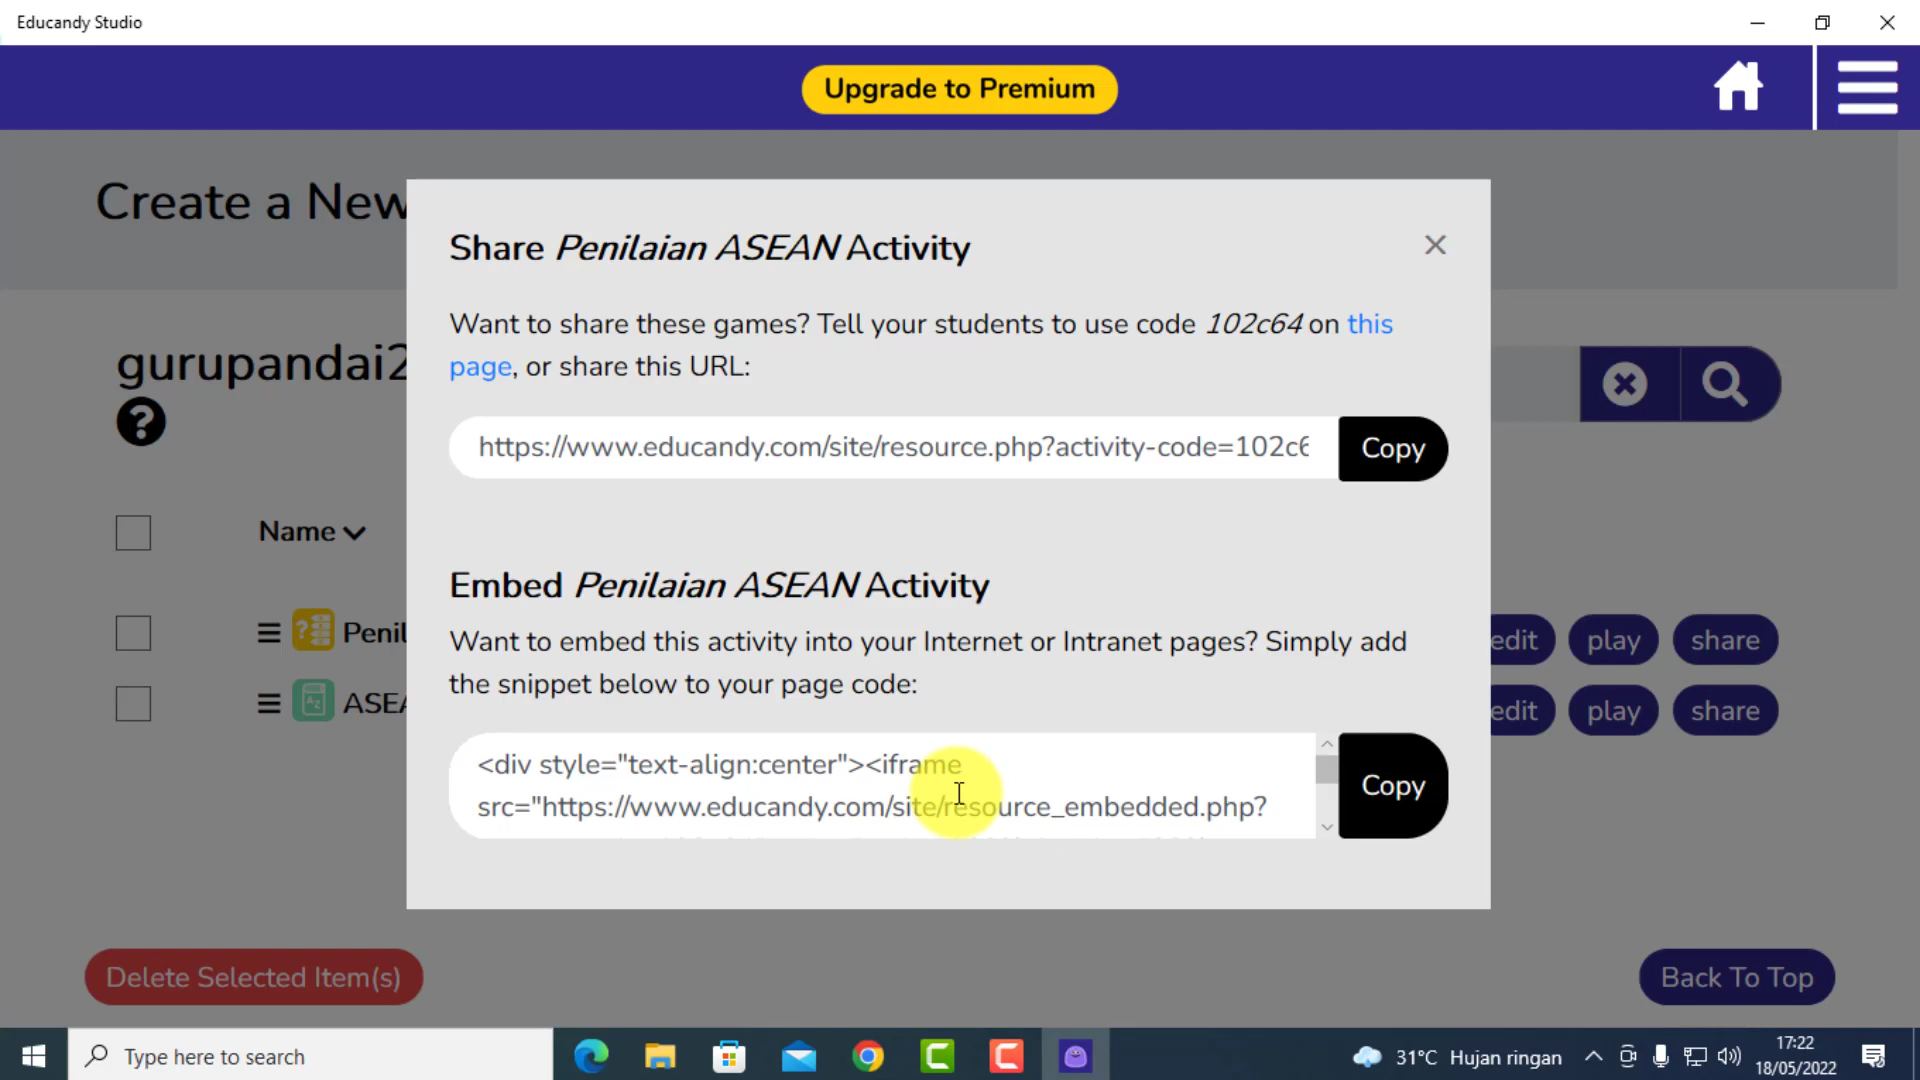 Educandy Studio
Upgrade to Premium
Create a New
Share Penilaian ASEAN Activity
Want to share these games? Tell your students to use code 102c64 on this
page, or share this URL:
gurupandai2
https://www.educandy.com/site/resource.php?activity-code=102c6
Copy
Name
Embed Penilaian ASEAN Activity
Want to embed this activity into your Internet or Intranet pages? Simply add
the snippet below to your page code:
Penil
edit
play
share
ASEA
edit
play
share
<div style="text-align:center"><iframe
src="https://www.educandy.com/site/resource_embedded.php?
Copy
Delete Selected Item(s)
Back To Top
Type here to search
31°C Hujan ringan
17:22
18/05/2022